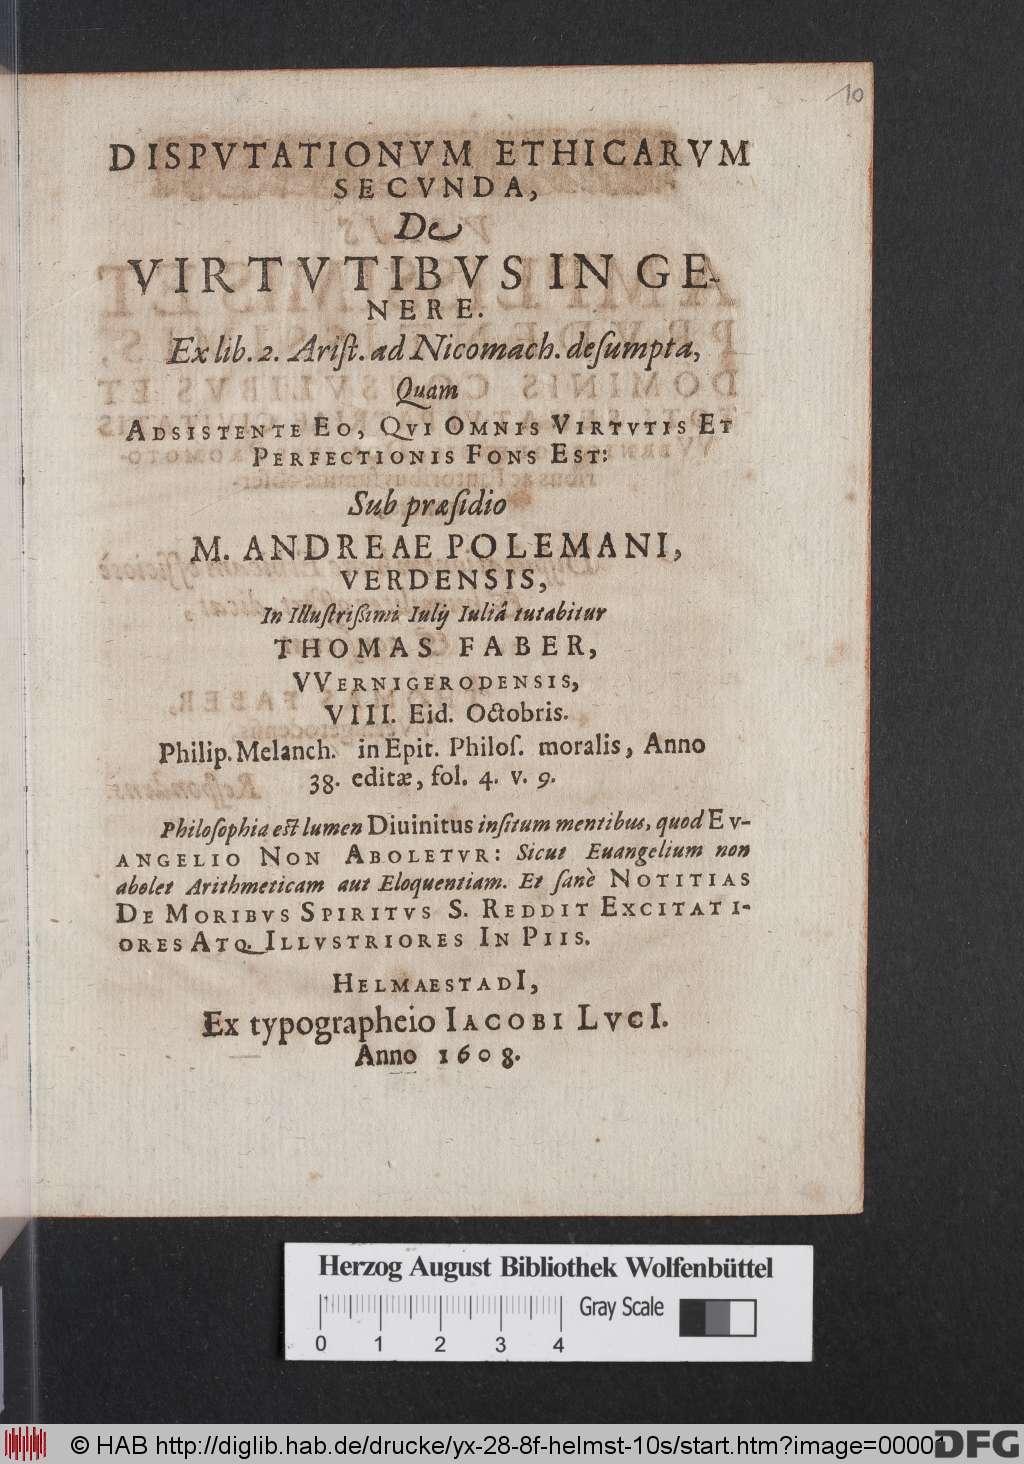 10
DISPVTATIONVM ETHICARVM
SECVNDA,
De
VIRTVTIBVS IN GE-
NERE.
Ex lib. 2. Ariſt. ad Nicomach. deſumpta,
Quam
ADSISTENTE EO, QVI OMNIS VIRTVTIS ET
PERFECTIONIS FONS EST:
Sub præſidio
M. ANDREAE POLEMANI,
VERDENSIS,
In Illuſtriſsimi Iulij Iuliâ tutabitur
THOMAS FABER,
VVERNIGERODENSIS,
VIII. Eid. Octobris.
Philip. Melanch. in Epit. Philoſ. moralis, Anno
38. editæ, fol. 4. v. 9.
Philoſophia eſt lumen Diuinitus inſitum mentibus, quod EV-
ANGELIO NON ABOLETVR: Sicut Euangelium non
abolet Arithmeticam aut Eloquentiam. Et ſanè NOTITIAS
DE MORIBVS SPIRITVS S. REDDIT EXCITATI-
ORES ATQ. ILLVSTRIORES IN PIIS.
HELMAESTADI,
Ex typographeio IACOBI LVCI.
Anno 1608.
Herzog August Bibliothek Wolfenbüttel
Gray Scale
0 1 2 3 4
© HAB http://diglib.hab.de/drucke/yx-28-8f-helmst-10s/start.htm?image=00001
DFG